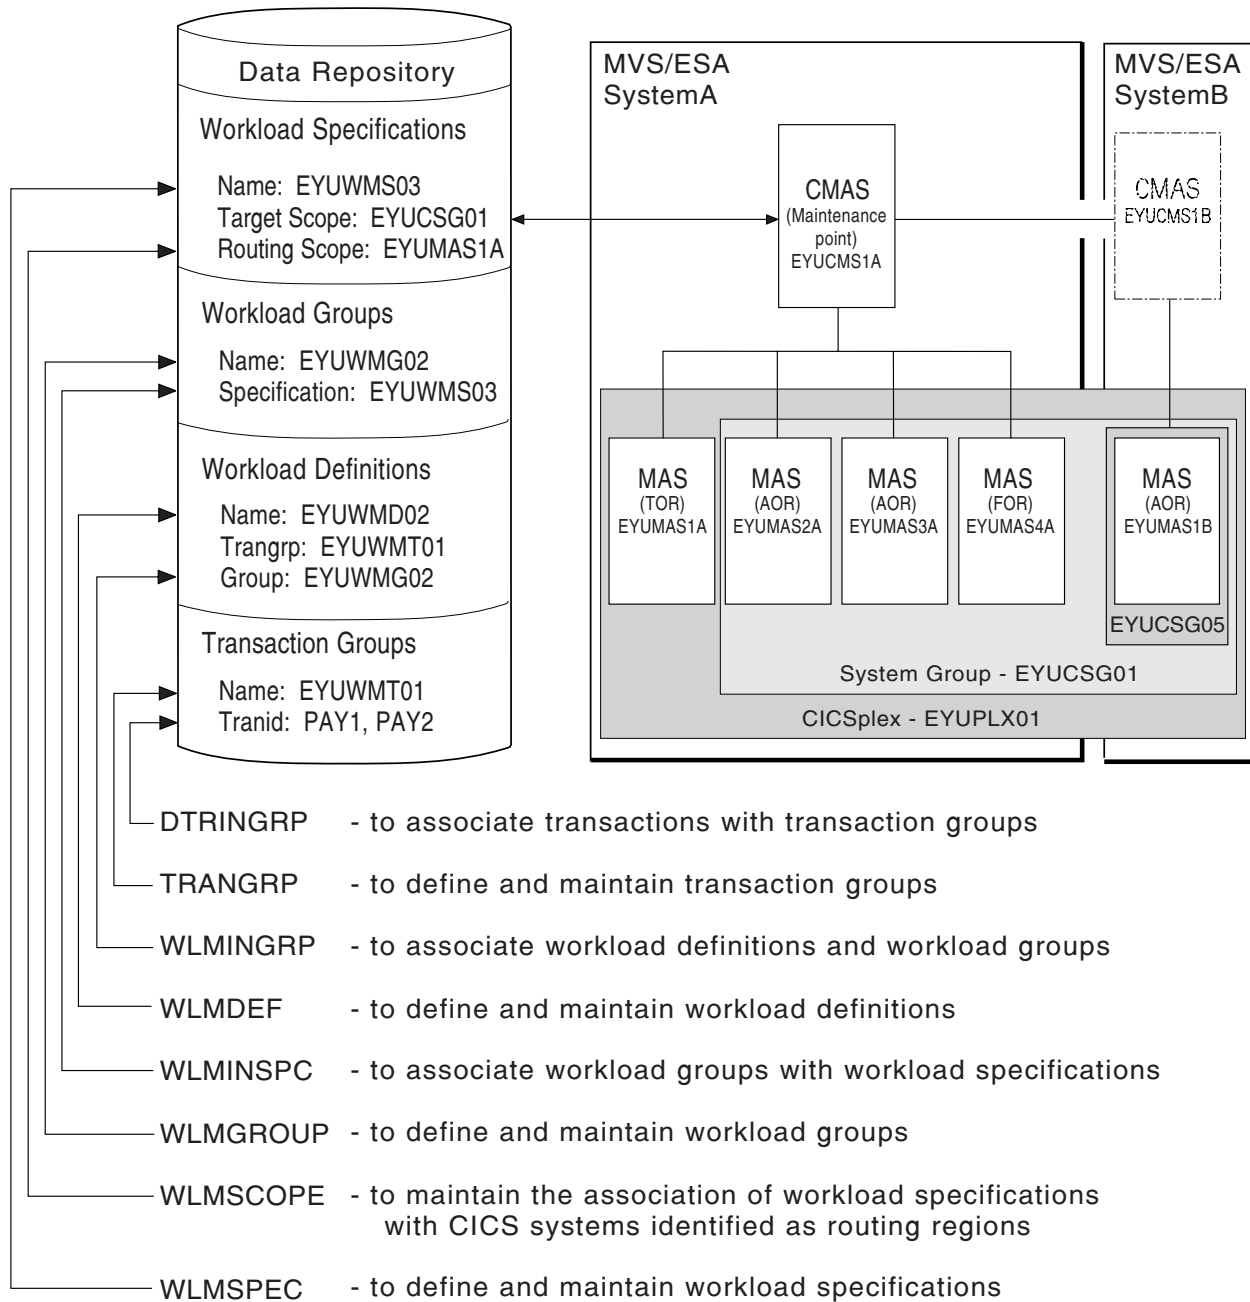 Data Repository
Workload Specifications
Name: EYUWMS03
Target Scope: EYUCSG01
Routing Scope: EYUMAS1A
Workload Groups
Name: EYUWMG02
Specification: EYUWMS03
Workload Definitions
Name: EYUWMD02
Trangrp: EYUWMT01
Group: EYUWMG02
Transaction Groups
Name: EYUWMT01
Tranid: PAY1, PAY2
MVS/ESA
SystemA
CMAS
(Maintenance
point)
EYUCMS1A
MVS/ESA
SystemB
CMAS
EYUCMS1B
MAS
(TOR)
EYUMAS1A
MAS
(AOR)
EYUMAS2A
MAS
(AOR)
EYUMAS3A
MAS
(FOR)
EYUMAS4A
MAS
(AOR)
EYUMAS1B
EYUCSG05
System Group - EYUCSG01
CICSplex - EYUPLX01
DTRINGRP - to associate transactions with transaction groups
TRANGRP - to define and maintain transaction groups
WLMINGRP - to associate workload definitions and workload groups
WLMDEF - to define and maintain workload definitions
WLMINSPC - to associate workload groups with workload specifications
WLMGROUP - to define and maintain workload groups
WLMSCOPE - to maintain the association of workload specifications
with CICS systems identified as routing regions
WLMSPEC - to define and maintain workload specifications